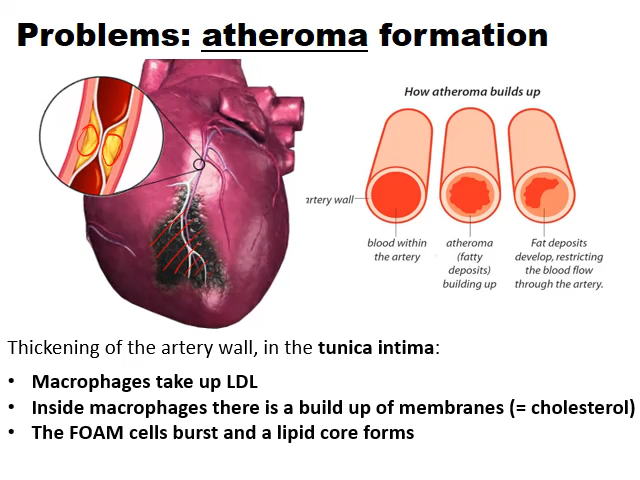 Problems: atheroma formation
How atheroma builds up
rtery wall
blood within
the artery
atheroma
(fatty
deposits)
building up
Fat deposits
develop, restricting
the blood flow
through the artery.
Thickening of the artery wall, in the tunica intima:
• Macrophages take up LDL
• Inside macrophages there is a build up of membranes (= cholesterol)
• The FOAM cells burst and a lipid core forms